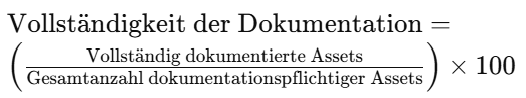 Vollständigkeit der Dokumentation =
( Vollständig dokumentierte Assets
Gesamtanzahl dokumentationspflichtiger Assets ) × 100